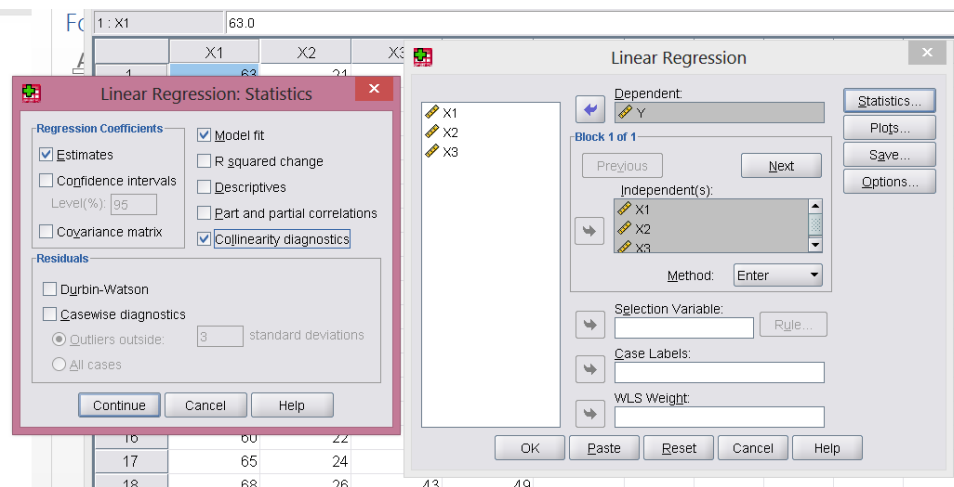 Fo
1 : X1 63.0
X1 X2 X3
1 63 21
16 60 22
17 65 24
18 68 26 43 49
Linear Regression: Statistics
Regression Coefficients
Estimates
Confidence intervals
Level(%): 95
Covariance matrix
Model fit
R squared change
Descriptives
Part and partial correlations
Collinearity diagnostics
Residuals
Durbin-Watson
Casewise diagnostics
Outliers outside: 3 standard deviations
All cases
Continue Cancel Help
Linear Regression
X1
X2
X3
Dependent:
Y
Block 1 of 1
Previous Next
Independent(s):
X1
X2
X3
Method: Enter
Selection Variable:
Rule...
Case Labels:
WLS Weight:
Statistics...
Plots...
Save...
Options...
OK Paste Reset Cancel Help